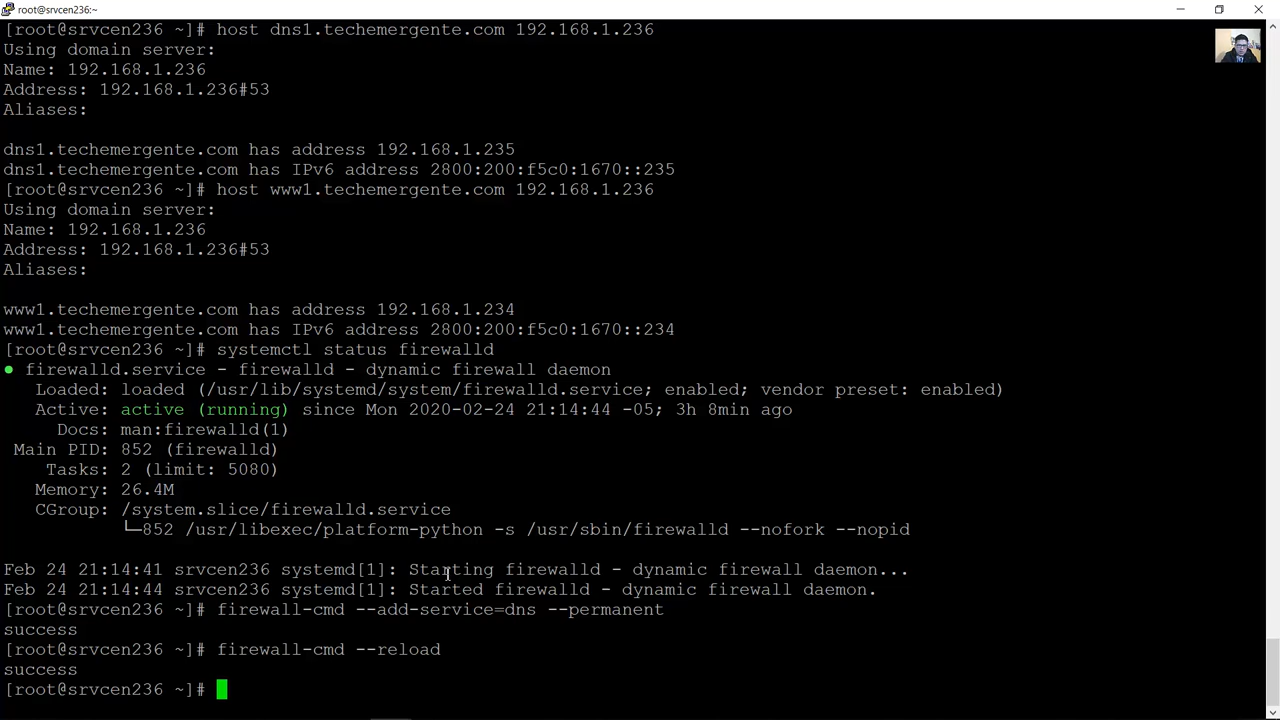 root@srvcen236:~
[root@srvcen236 ~]# host dns1.techemergente.com 192.168.1.236
Using domain server:
Name: 192.168.1.236
Address: 192.168.1.236#53
Aliases:
dns1.techemergente.com has address 192.168.1.235
dns1.techemergente.com has IPv6 address 2800:200:f5c0:1670::235
[root@srvcen236 ~]# host www1.techemergente.com 192.168.1.236
Using domain server:
Name: 192.168.1.236
Address: 192.168.1.236#53
Aliases:
www1.techemergente.com has address 192.168.1.234
www1.techemergente.com has IPv6 address 2800:200:f5c0:1670::234
[root@srvcen236 ~]# systemctl status firewalld
● firewalld.service - firewalld - dynamic firewall daemon
Loaded: loaded (/usr/lib/systemd/system/firewalld.service; enabled; vendor preset: enabled)
Active: active (running) since Mon 2020-02-24 21:14:44 -05; 3h 8min ago
Docs: man:firewalld(1)
Main PID: 852 (firewalld)
Tasks: 2 (limit: 5080)
Memory: 26.4M
CGroup: /system.slice/firewalld.service
└─852 /usr/libexec/platform-python -s /usr/sbin/firewalld --nofork --nopid
Feb 24 21:14:41 srvcen236 systemd[1]: Starting firewalld - dynamic firewall daemon...
Feb 24 21:14:44 srvcen236 systemd[1]: Started firewalld - dynamic firewall daemon.
[root@srvcen236 ~]# firewall-cmd --add-service=dns --permanent
success
[root@srvcen236 ~]# firewall-cmd --reload
success
[root@srvcen236 ~]#